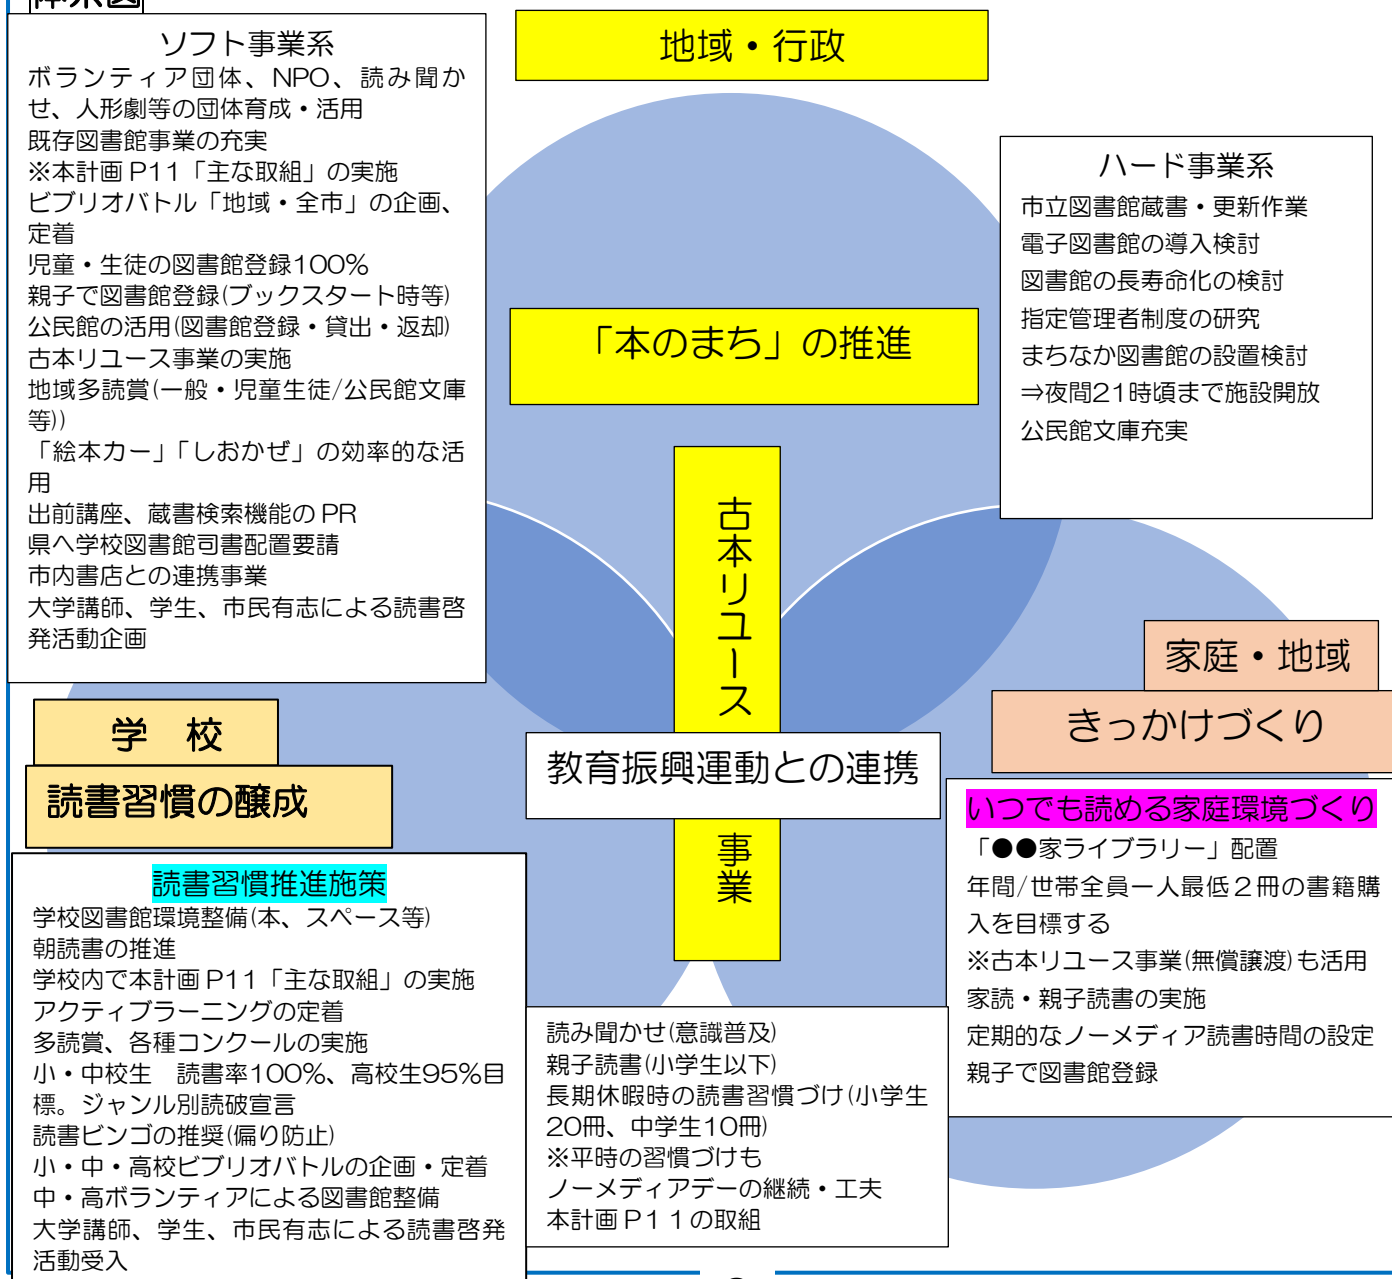 体系図
ソフト事業系
ボランティア団体、NPO、読み聞か
せ、人形劇等の団体育成・活用
既存図書館事業の充実
※本計画P11「主な取組」の実施
ビブリオバトル「地域・全市」の企画、
定着
児童・生徒の図書館登録100%
親子で図書館登録(ブックスタート時等)
公民館の活用(図書館登録・貸出・返却)
古本リユース事業の実施
地域多読賞(一般・児童生徒/公民館文庫
等))
「絵本カー」「しおかぜ」の効率的な活
用
出前講座、蔵書検索機能のPR
県へ学校図書館司書配置要請
市内書店との連携事業
大学講師、学生、市民有志による読書啓
発活動企画
地域・行政
「本のまち」の推進
ハード事業系
市立図書館蔵書・更新作業
電子図書館の導入検討
図書館の長寿命化の検討
指定管理者制度の研究
まちなか図書館の設置検討
⇒夜間21時頃まで施設開放
公民館文庫充実
古本リユース
事業
教育振興運動との連携
学　校
読書習慣の醸成
読書習慣推進施策
学校図書館環境整備(本、スペース等)
朝読書の推進
学校内で本計画P11「主な取組」の実施
アクティブラーニングの定着
多読賞、各種コンクールの実施
小・中校生　読書率100%、高校生95%目
標。ジャンル別読破宣言
読書ビンゴの推奨(偏り防止)
小・中・高校ビブリオバトルの企画・定着
中・高ボランティアによる図書館整備
大学講師、学生、市民有志による読書啓発
活動受入
読み聞かせ(意識普及)
親子読書(小学生以下)
長期休暇時の読書習慣づけ(小学生
20冊、中学生10冊)
※平時の習慣づけも
ノーメディアデーの継続・工夫
本計画P11の取組
家庭・地域
きっかけづくり
いつでも読める家庭環境づくり
「●●家ライブラリー」配置
年間/世帯全員一人最低2冊の書籍購
入を目標する
※古本リユース事業(無償譲渡)も活用
家読・親子読書の実施
定期的なノーメディア読書時間の設定
親子で図書館登録